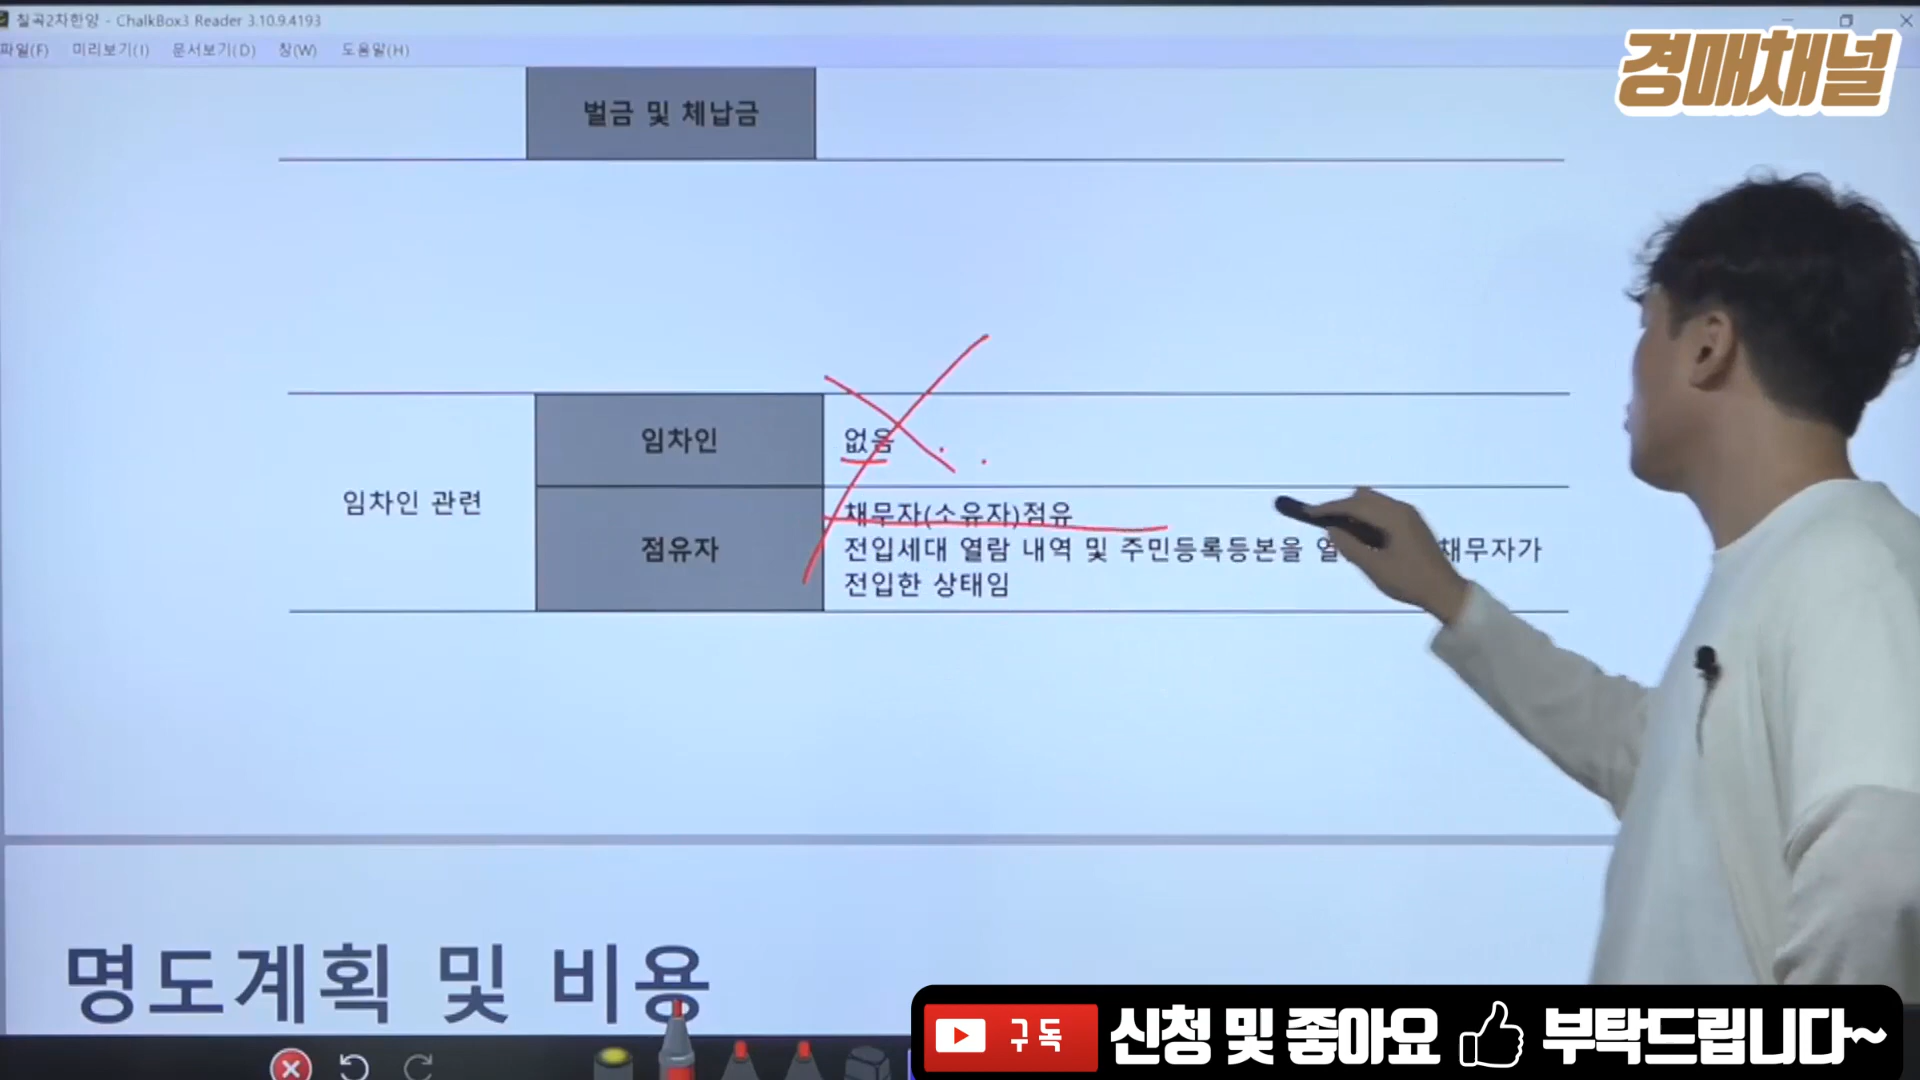 칠곡2차한양 - ChalkBox3 Reader 3.10.9.4193
파일(F) 미리보기(I) 문서보기(D) 창(W) 도움말(H)
경매채널
벌금 및 체납금
임차인 관련
임차인
없음
점유자
채무자(소유자)점유
전입세대 열람 내역 및 주민등록등본을 열 채무자가
전입한 상태임
명도계획 및 비용
구독 신청 및 좋아요 부탁드립니다~